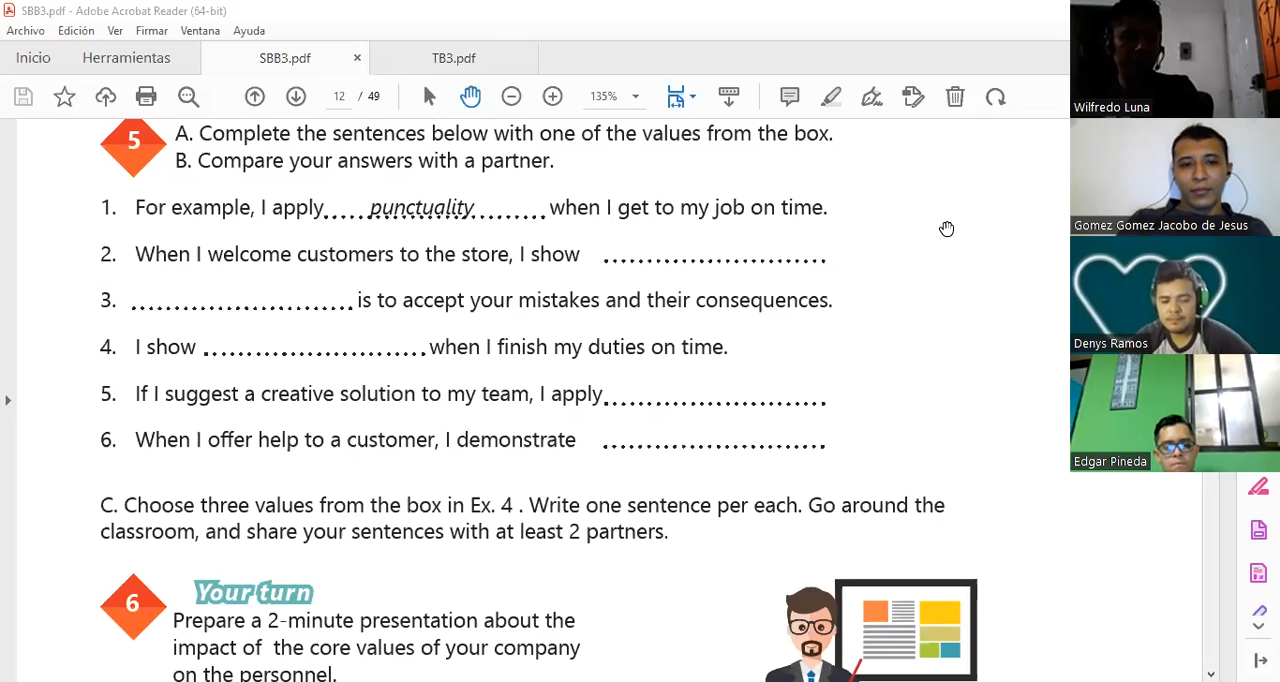 SBB3.pdf - Adobe Acrobat Reader (64-bit)
Archivo Edición Ver Firmar Ventana Ayuda
Inicio Herramientas SBB3.pdf × TB3.pdf
12 / 49 135%
5 A. Complete the sentences below with one of the values from the box.
B. Compare your answers with a partner.
1. For example, I apply.....punctuality..........when I get to my job on time.
2. When I welcome customers to the store, I show ..........................
3. ..........................is to accept your mistakes and their consequences.
4. I show ..........................when I finish my duties on time.
5. If I suggest a creative solution to my team, I apply..........................
6. When I offer help to a customer, I demonstrate ..........................
C. Choose three values from the box in Ex. 4 . Write one sentence per each. Go around the
classroom, and share your sentences with at least 2 partners.
6 Your turn
Prepare a 2-minute presentation about the
impact of the core values of your company
on the personnel.
Wilfredo Luna
Gomez Gomez Jacobo de Jesus
Denys Ramos
Edgar Pineda